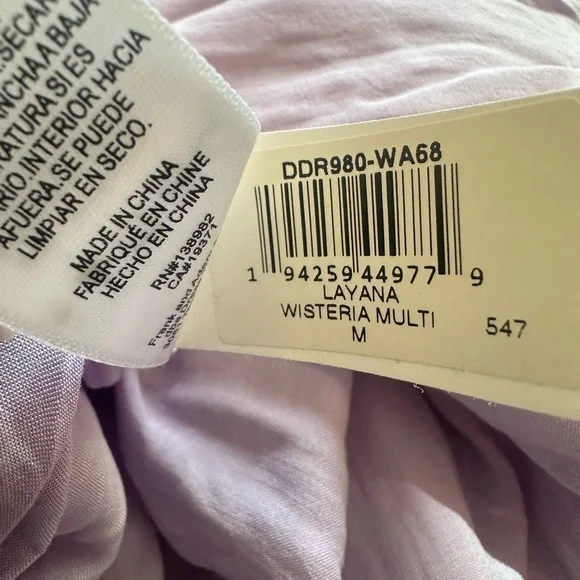 SECAR
NCHA A BAJA
RATURA SI ES
RIO. INTERIOR HACIA
AFUERA. SE PUEDE
LIMPIAR EN SECO.
MADE IN CHINA
FABRIQUÉ EN CHINE
HECHO EN CHINA
RN#138982
CA#19371
Frank and
DDR980-WA68
1 94259 44977 9
LAYANA
WISTERIA MULTI
M
547